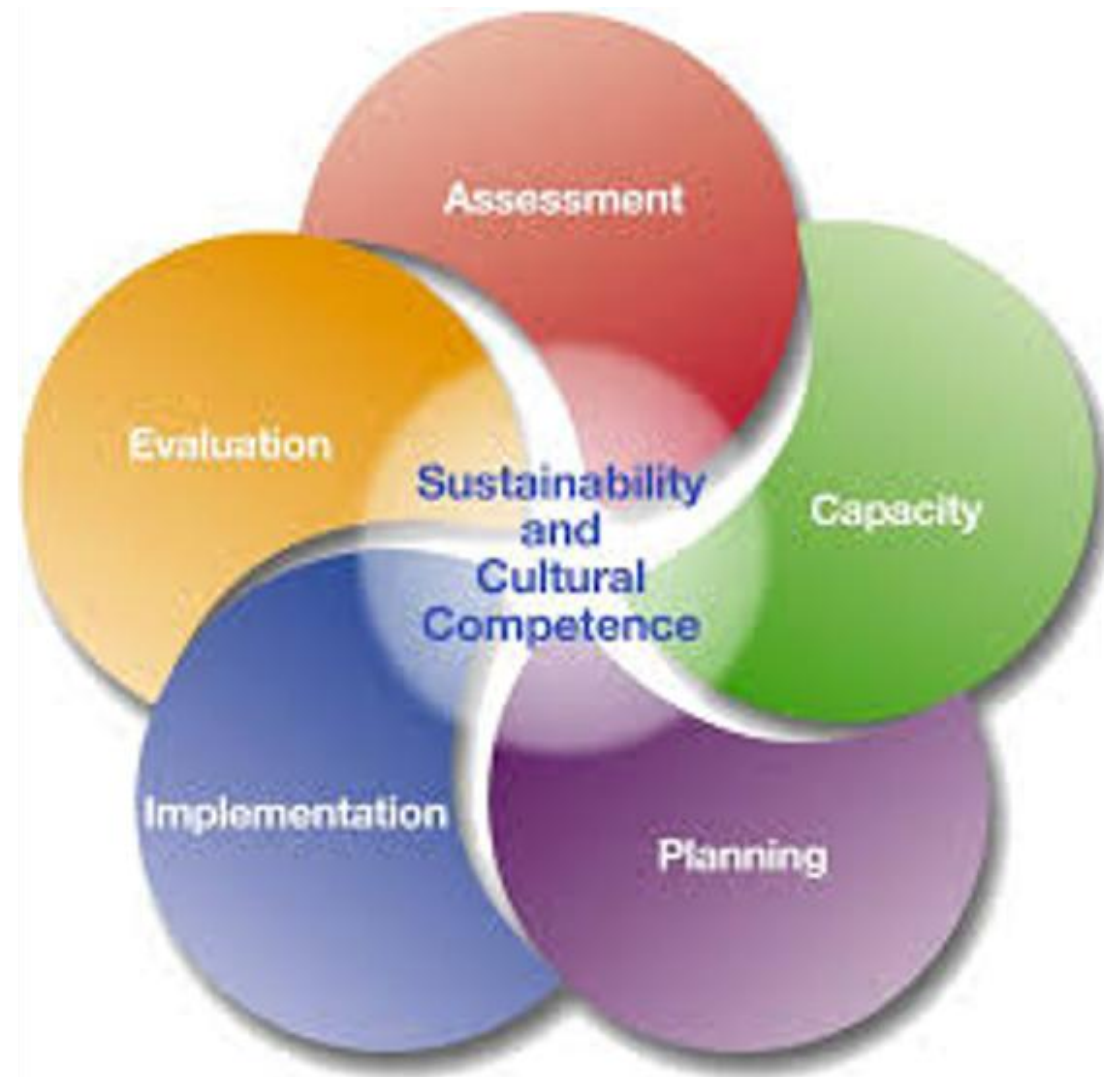 Assessment
Evaluation
Capacity
Sustainability
and
Cultural
Competence
Implementation
Planning